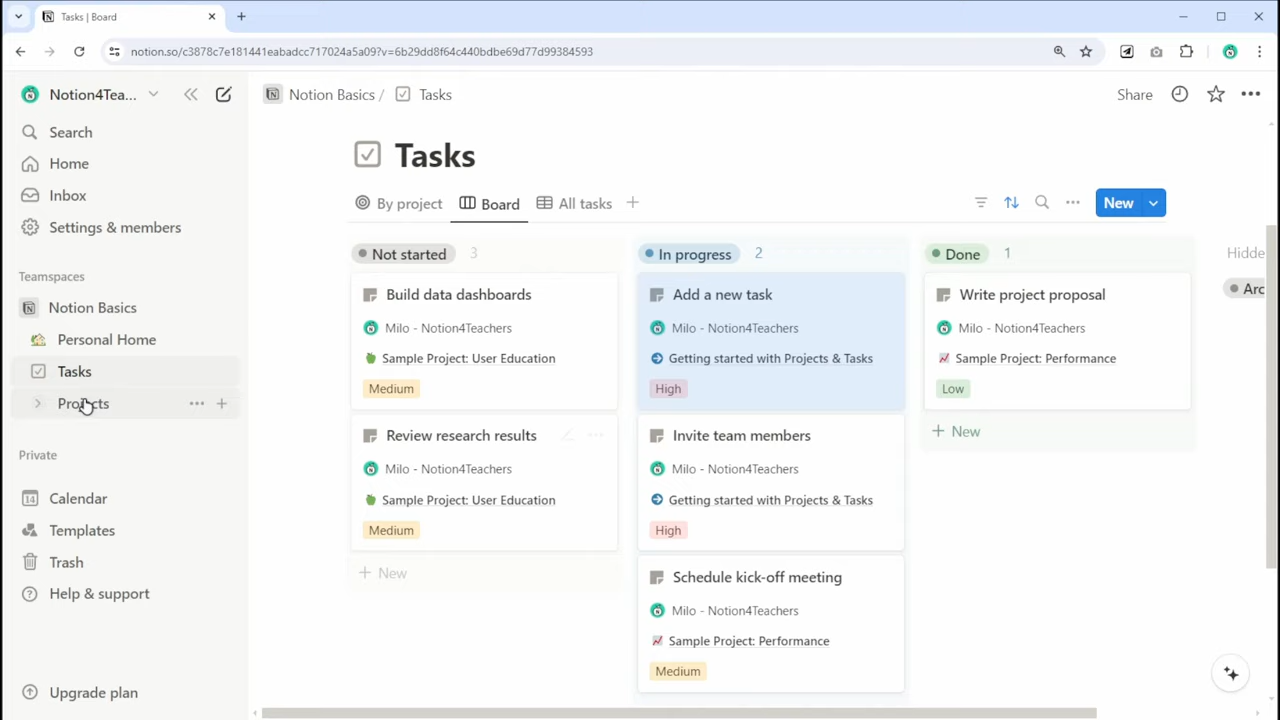 Tasks | Board
notion.so/c3878c7e181441eabadcc717024a5a09?v=6b29dd8f64c440bdbe69d77d99384593
Notion4Tea...
Search
Home
Inbox
Settings & members
Teamspaces
Notion Basics
Personal Home
Tasks
Projects
Private
14
Calendar
Templates
Trash
Help & support
Upgrade plan
Notion Basics / Tasks
Share
Tasks
By project
Board
All tasks
New
Not started 3
Build data dashboards
Milo - Notion4Teachers
Sample Project: User Education
Medium
Review research results
Milo - Notion4Teachers
Sample Project: User Education
Medium
+ New
In progress 2
Add a new task
Milo - Notion4Teachers
Getting started with Projects & Tasks
High
Invite team members
Milo - Notion4Teachers
Getting started with Projects & Tasks
High
Schedule kick-off meeting
Milo - Notion4Teachers
Sample Project: Performance
Medium
Done 1
Write project proposal
Milo - Notion4Teachers
Sample Project: Performance
Low
+ New
Hidde
Arc